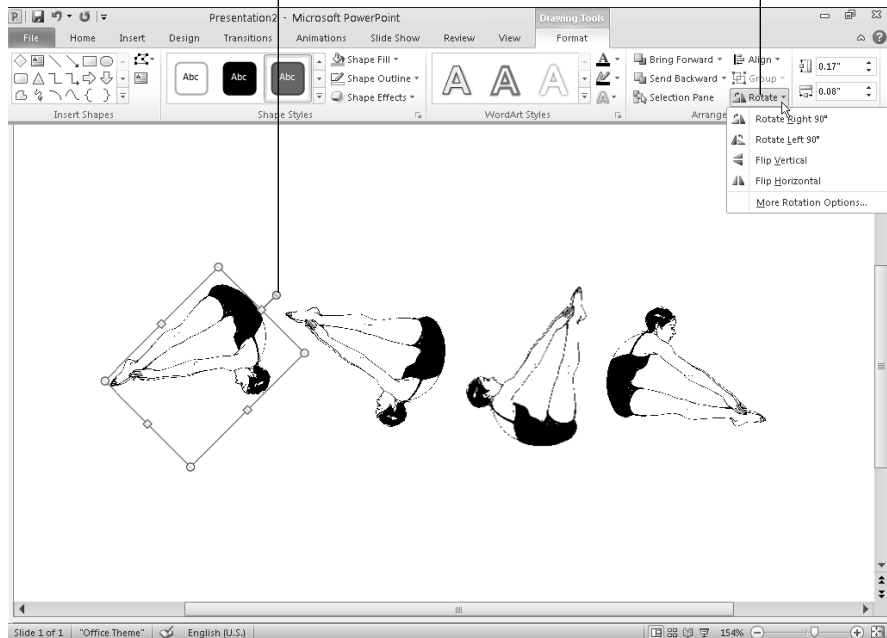 Presentation2 - Microsoft PowerPoint
Drawing Tools
File Home Insert Design Transitions Animations Slide Show Review View Format
Abc Abc Abc
Shape Fill
Shape Outline
Shape Effects
A A A
A
A
Bring Forward
Send Backward
Selection Pane
Align
Group
Rotate
0.17"
0.08"
Insert Shapes Shape Styles WordArt Styles Arrange
Rotate Right 90°
Rotate Left 90°
Flip Vertical
Flip Horizontal
More Rotation Options...
Slide 1 of 1 "Office Theme" English (U.S.) 154%